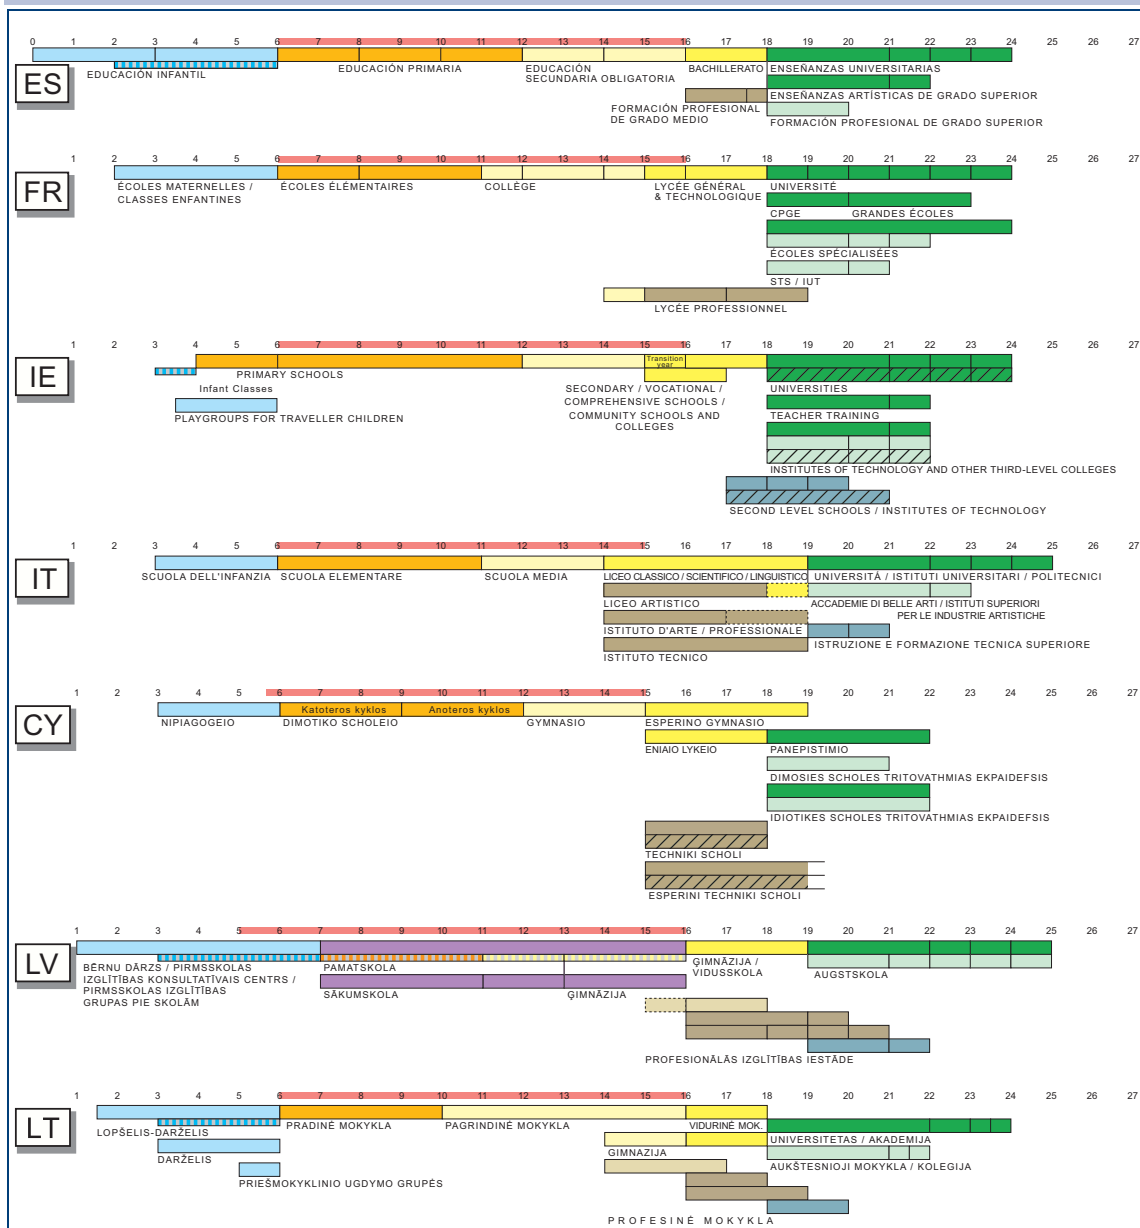 0 1 2 3 4 5 6 7 8 9 10 11 12 13 14 15 16 17 18 19 20 21 22 23 24 25 26 27
ES
EDUCACIÓN INFANTIL
EDUCACIÓN PRIMARIA
EDUCACIÓN
SECUNDARIA OBLIGATORIA
BACHILLERATO
ENSEÑANZAS UNIVERSITARIAS
ENSEÑANZAS ARTÍSTICAS DE GRADO SUPERIOR
FORMACIÓN PROFESIONAL
DE GRADO MEDIO
FORMACIÓN PROFESIONAL DE GRADO SUPERIOR
1 2 3 4 5 6 7 8 9 10 11 12 13 14 15 16 17 18 19 20 21 22 23 24 25 26 27
FR
ÉCOLES MATERNELLES /
CLASSES ENFANTINES
ÉCOLES ÉLÉMENTAIRES
COLLÈGE
LYCÉE GÉNÉRAL
& TECHNOLOGIQUE
UNIVERSITÉ
CPGE GRANDES ÉCOLES
ÉCOLES SPÉCIALISÉES
STS / IUT
LYCÉE PROFESSIONNEL
1 2 3 4 5 6 7 8 9 10 11 12 13 14 15 16 17 18 19 20 21 22 23 24 25 26 27
IE
Transition
year
PRIMARY SCHOOLS
Infant Classes
PLAYGROUPS FOR TRAVELLER CHILDREN
SECONDARY / VOCATIONAL /
COMPREHENSIVE SCHOOLS /
COMMUNITY SCHOOLS AND
COLLEGES
UNIVERSITIES
TEACHER TRAINING
INSTITUTES OF TECHNOLOGY AND OTHER THIRD-LEVEL COLLEGES
SECOND LEVEL SCHOOLS / INSTITUTES OF TECHNOLOGY
1 2 3 4 5 6 7 8 9 10 11 12 13 14 15 16 17 18 19 20 21 22 23 24 25 26 27
IT
SCUOLA DELL'INFANZIA
SCUOLA ELEMENTARE
SCUOLA MEDIA
LICEO CLASSICO / SCIENTIFICO / LINGUISTICO
UNIVERSITÁ / ISTITUTI UNIVERSITARI / POLITECNICI
LICEO ARTISTICO
ACCADEMIE DI BELLE ARTI / ISTITUTI SUPERIORI
PER LE INDUSTRIE ARTISTICHE
ISTITUTO D'ARTE / PROFESSIONALE
ISTRUZIONE E FORMAZIONE TECNICA SUPERIORE
ISTITUTO TECNICO
1 2 3 4 5 6 7 8 9 10 11 12 13 14 15 16 17 18 19 20 21 22 23 24 25 26 27
CY
Katoteros kyklos
Anoteros kyklos
NIPIAGOGEIO
DIMOTIKO SCHOLEIO
GYMNASIO
ESPERINO GYMNASIO
ENIAIO LYKEIO
PANEPISTIMIO
DIMOSIES SCHOLES TRITOVATHMIAS EKPAIDEFSIS
IDIOTIKES SCHOLES TRITOVATHMIAS EKPAIDEFSIS
TECHNIKI SCHOLI
ESPERINI TECHNIKI SCHOLI
1 2 3 4 5 6 7 8 9 10 11 12 13 14 15 16 17 18 19 20 21 22 23 24 25 26 27
LV
BĒRNU DĀRZS / PIRMSSKOLAS
IZGLĪTĪBAS KONSULTATĪVAIS CENTRS /
PIRMSSKOLAS IZGLĪTĪBAS
GRUPAS PIE SKOLĀM
PAMATSKOLA
SĀKUMSKOLA
ĢIMNĀZIJA
ĢIMNĀZIJA /
VIDUSSKOLA
AUGSTSKOLA
PROFESIONĀLĀS IZGLĪTĪBAS IESTĀDE
1 2 3 4 5 6 7 8 9 10 11 12 13 14 15 16 17 18 19 20 21 22 23 24 25 26 27
LT
LOPŠELIS-DARŽELIS
PRADINĖ MOKYKLA
PAGRINDINĖ MOKYKLA
VIDURINĖ MOK.
UNIVERSITETAS / AKADEMIJA
DARŽELIS
GIMNAZIJA
AUKŠTESNIOJI MOKYKLA / KOLEGIJA
PRIEŠMOKYKLINIO UGDYMO GRUPĖS
PROFESINĖ MOKYKLA